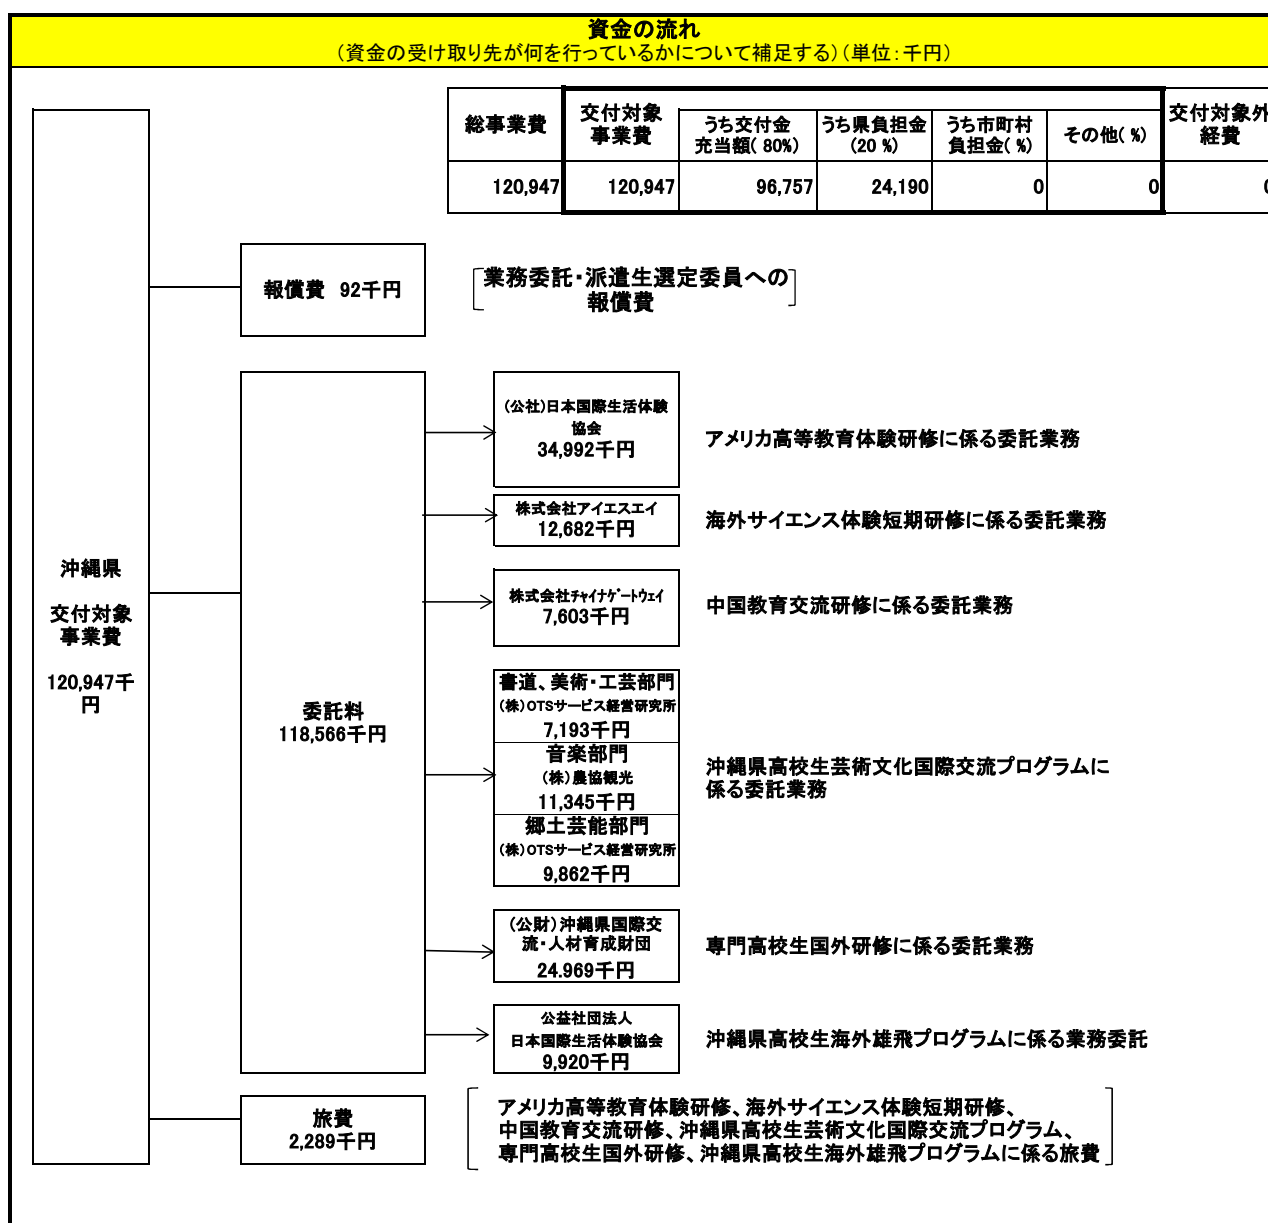 資金の流れ
（資金の受け取り先が何を行っているかについて補足する）（単位：千円）
総事業費
交付対象
事業費
うち交付金
充当額（80%）
うち県負担金
（20 %）
うち市町村
負担金（ %）
その他（ %）
交付対象外
経費
120,947
120,947
96,757
24,190
0
0
0
沖縄県
交付対象
事業費
120,947千
円
報償費 92千円
業務委託・派遣生選定委員への
報償費
委託料
118,566千円
（公社）日本国際生活体験
協会
34,992千円
アメリカ高等教育体験研修に係る委託業務
株式会社アイエスエイ
12,682千円
海外サイエンス体験短期研修に係る委託業務
株式会社ﾁｬｲﾅｹﾞｰﾄｳｪｲ
7,603千円
中国教育交流研修に係る委託業務
書道、美術・工芸部門
（株）OTSサービス経営研究所
7,193千円
音楽部門
（株）農協観光
11,345千円
郷土芸能部門
（株）OTSサービス経営研究所
9,862千円
沖縄県高校生芸術文化国際交流プログラムに
係る委託業務
（公財）沖縄県国際交
流・人材育成財団
24.969千円
専門高校生国外研修に係る委託業務
公益社団法人
日本国際生活体験協会
9,920千円
沖縄県高校生海外雄飛プログラムに係る業務委託
旅費
2,289千円
アメリカ高等教育体験研修、海外サイエンス体験短期研修、
中国教育交流研修、沖縄県高校生芸術文化国際交流プログラム、
専門高校生国外研修、沖縄県高校生海外雄飛プログラムに係る旅費